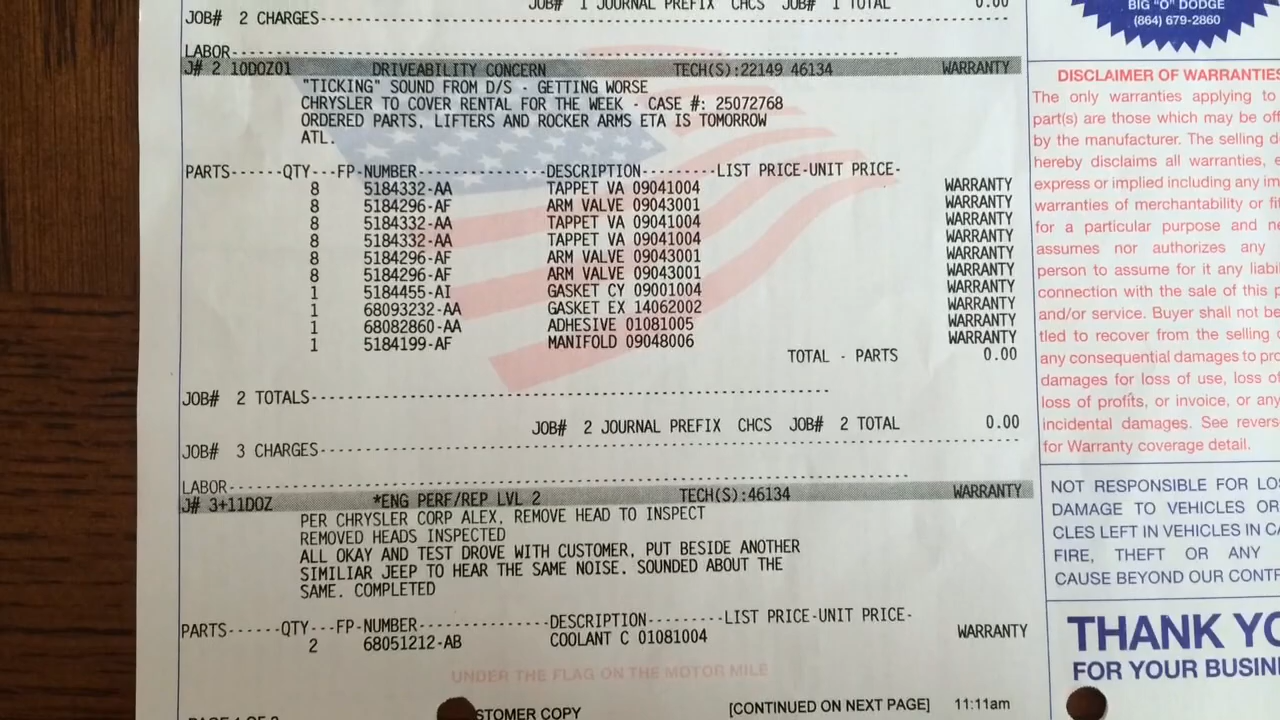 JOB# 1 JOURNAL PREFIX CHCS JOB# 1 TOTAL 0.00
JOB# 2 CHARGES
LABOR
J# 2 10DOZ01 DRIVEABILITY CONCERN TECH(S):22149 46134 WARRANTY
"TICKING" SOUND FROM D/S - GETTING WORSE
CHRYSLER TO COVER RENTAL FOR THE WEEK - CASE #: 25072768
ORDERED PARTS, LIFTERS AND ROCKER ARMS ETA IS TOMORROW
ATL.
PARTS------QTY---FP-NUMBER---------------DESCRIPTION---------LIST PRICE-UNIT PRICE-
8 5184332-AA TAPPET VA 09041004 WARRANTY
8 5184296-AF ARM VALVE 09043001 WARRANTY
8 5184332-AA TAPPET VA 09041004 WARRANTY
8 5184332-AA TAPPET VA 09041004 WARRANTY
8 5184296-AF ARM VALVE 09043001 WARRANTY
8 5184296-AF ARM VALVE 09043001 WARRANTY
1 5184455-AI GASKET CY 09001004 WARRANTY
1 68093232-AA GASKET EX 14062002 WARRANTY
1 68082860-AA ADHESIVE 01081005 WARRANTY
1 5184199-AF MANIFOLD 09048006 WARRANTY
TOTAL - PARTS 0.00
JOB# 2 TOTALS
JOB# 2 JOURNAL PREFIX CHCS JOB# 2 TOTAL 0.00
JOB# 3 CHARGES
LABOR
J# 3+11DOZ *ENG PERF/REP LVL 2 TECH(S):46134 WARRANTY
PER CHRYSLER CORP ALEX, REMOVE HEAD TO INSPECT
REMOVED HEADS INSPECTED
ALL OKAY AND TEST DROVE WITH CUSTOMER, PUT BESIDE ANOTHER
SIMILIAR JEEP TO HEAR THE SAME NOISE. SOUNDED ABOUT THE
SAME. COMPLETED
PARTS------QTY---FP-NUMBER---------------DESCRIPTION---------LIST PRICE-UNIT PRICE-
2 68051212-AB COOLANT C 01081004 WARRANTY
UNDER THE FLAG ON THE MOTOR MILE
STOMER COPY [CONTINUED ON NEXT PAGE] 11:11am
BIG "O" DODGE
(864) 679-2860
DISCLAIMER OF WARRANTIES
The only warranties applying to
part(s) are those which may be off
by the manufacturer. The selling d
hereby disclaims all warranties, e
express or implied including any im
warranties of merchantability or fit
for a particular purpose and ne
assumes nor authorizes any
person to assume for it any liabil
connection with the sale of this p
and/or service. Buyer shall not be
tled to recover from the selling
any consequential damages to pro
damages for loss of use, loss of
loss of profits, or invoice, or any
incidental damages. See revers
for Warranty coverage detail.
NOT RESPONSIBLE FOR LOS
DAMAGE TO VEHICLES OR
CLES LEFT IN VEHICLES IN CA
FIRE, THEFT OR ANY
CAUSE BEYOND OUR CONTR
THANK YO
FOR YOUR BUSIN